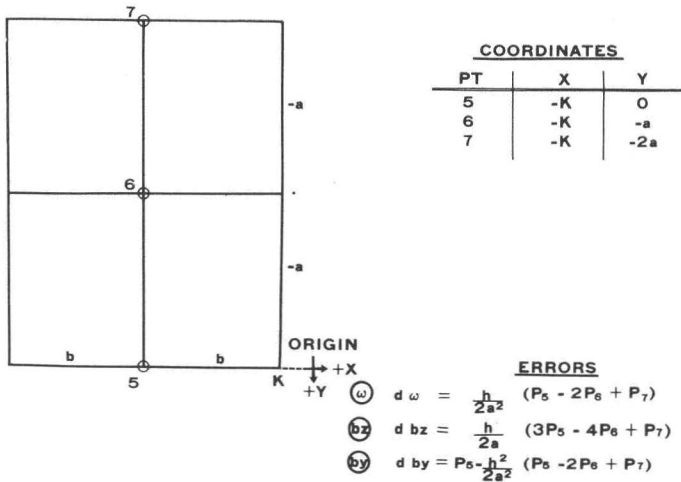 7
COORDINATES
PT X Y
5 -K 0
6 -K -a
7 -K -2a
-a
6
-a
ORIGIN
b b
+X
5 K +Y
ERRORS
ω d ω = h/2a² (P₅ - 2P₆ + P₇)
bz d bz = h/2a (3P₅ - 4P₆ + P₇)
by d by = P₅ - h²/2a² (P₅ - 2P₆ + P₇)